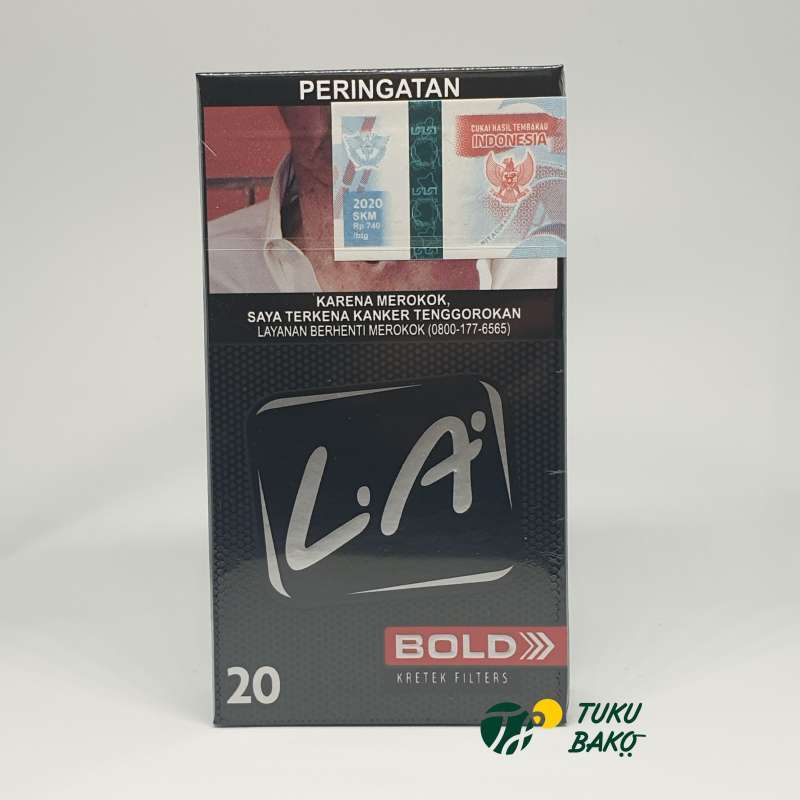 PERINGATAN
CUKAI HASIL TEMBAKAU
INDONESIA
2020
SKM
Rp 740
/btg
KARENA MEROKOK,
SAYA TERKENA KANKER TENGGOROKAN
LAYANAN BERHENTI MEROKOK (0800-177-6565)
L.A
BOLD
KRETEK FILTERS
20
TUKU
BAKO